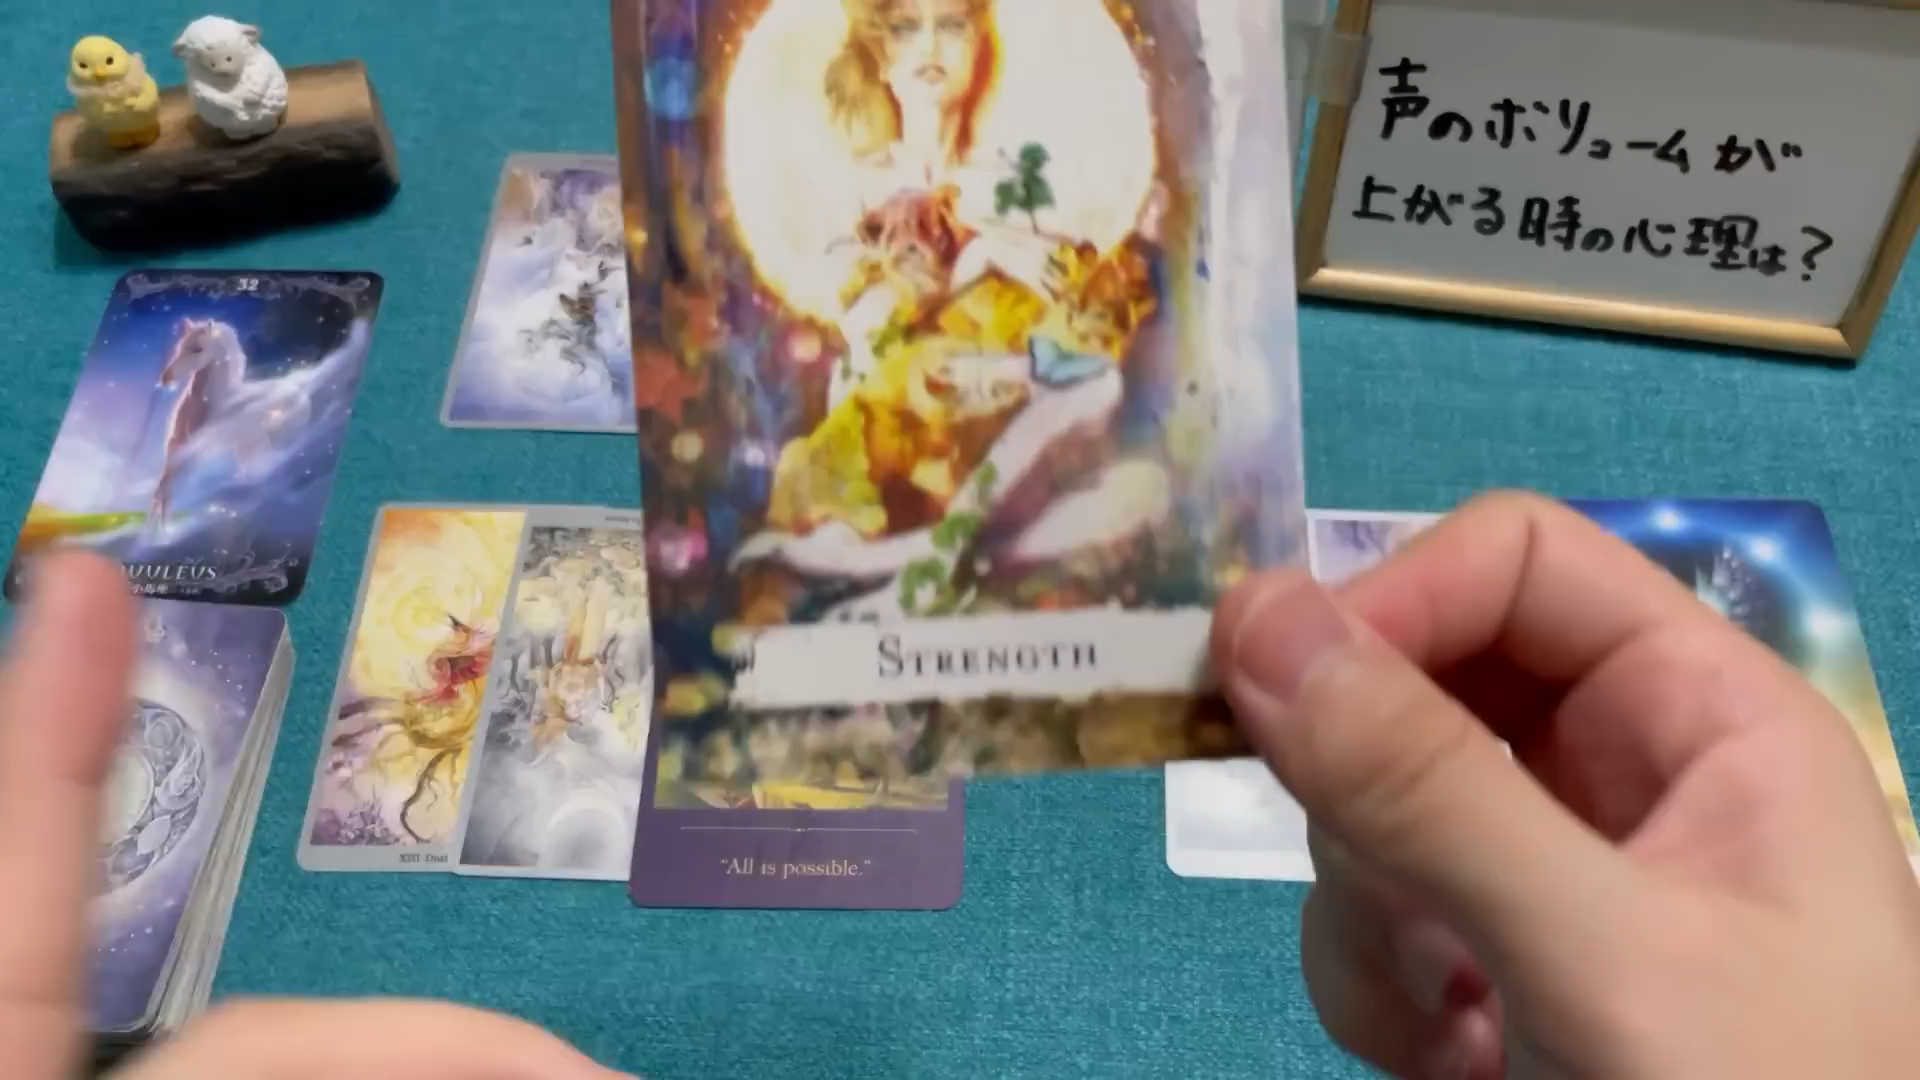 声のボリュームが
上がる時の心理は?
32
UULEUS
STRENGTH
XIII Deat
"All is possible."